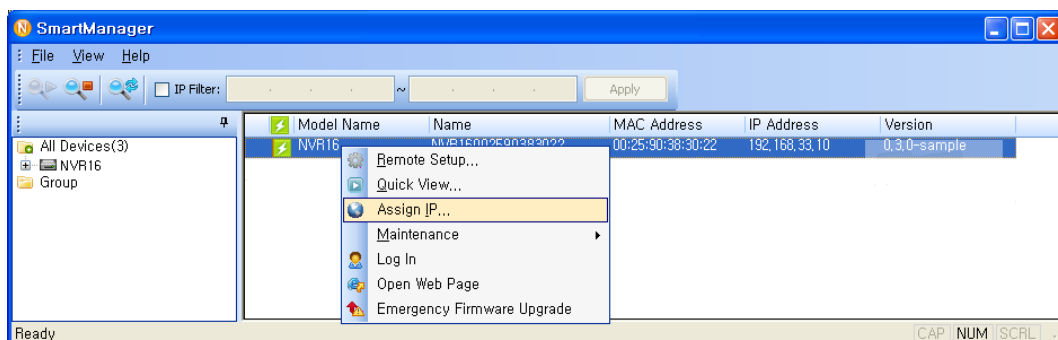 SmartManager
File View Help
IP Filter: . . . ~ . . . Apply
Model Name Name MAC Address IP Address Version
All Devices(3)
NVR16
Group
NVR16 NVR16002590383022 00:25:90:38:30:22 192,168,33,10 0,3,0-sample
Remote Setup...
Quick View...
Assign IP...
Maintenance
Log In
Open Web Page
Emergency Firmware Upgrade
Ready CAP NUM SCRL